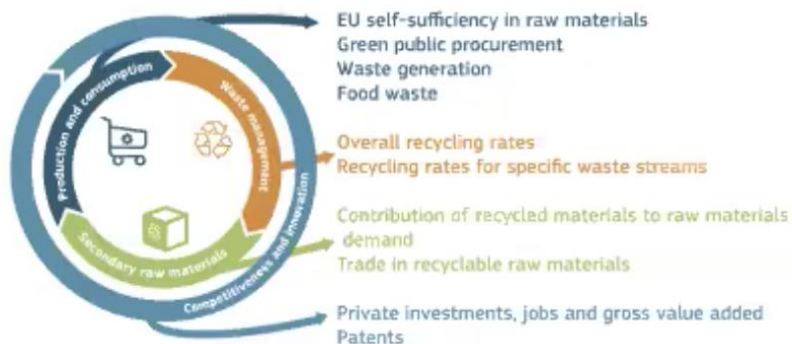 EU self-sufficiency in raw materials
Green public procurement
Waste generation
Food waste
Production and consumption
Waste management
Overall recycling rates
Recycling rates for specific waste streams
Secondary raw materials
Contribution of recycled materials to raw materials
demand
Trade in recyclable raw materials
Competitiveness and innovation
Private investments, jobs and gross value added
Patents